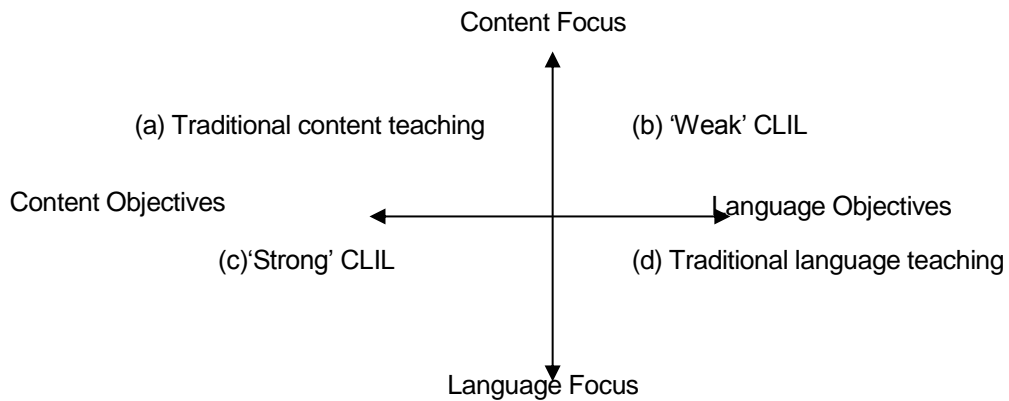 Content Focus
(a) Traditional content teaching
(b) ‘Weak’ CLIL
Content Objectives
Language Objectives
(c)‘Strong’ CLIL
(d) Traditional language teaching
Language Focus